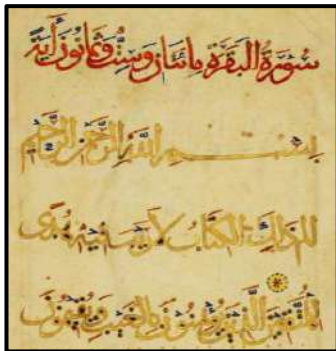 سورة البقرة مائتان وست وثمانون آية
بسم الله الرحمن الرحيم
الم ذلك الكتاب لا ريب فيه هدى
للمتقين الذين يؤمنون بالغيب ويقيمون